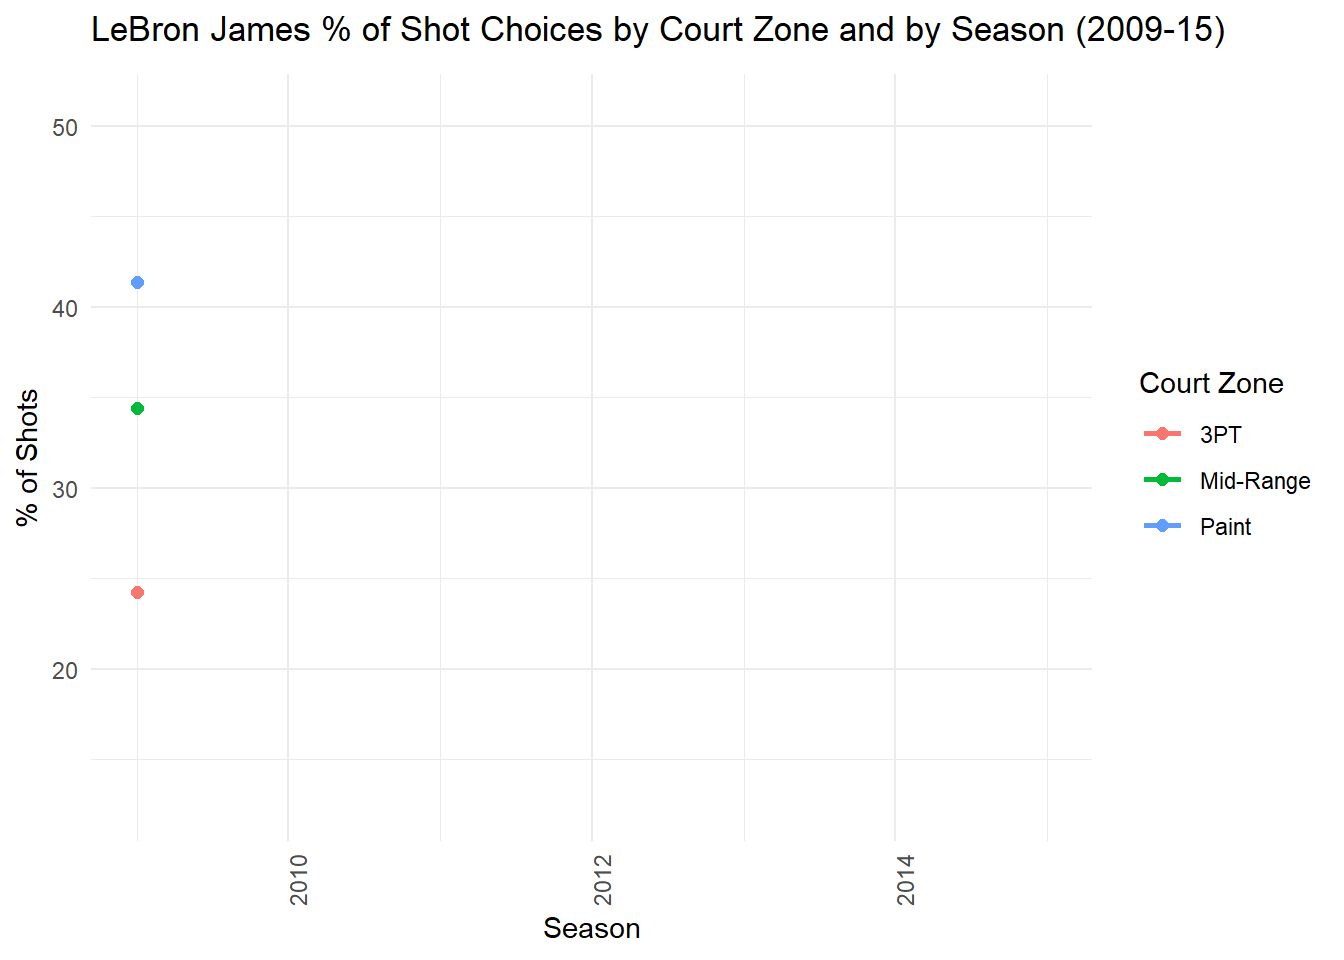 LeBron James % of Shot Choices by Court Zone and by Season (2009-15)
50
40
30
20
% of Shots
2010
2012
2014
Season
Court Zone
3PT
Mid-Range
Paint